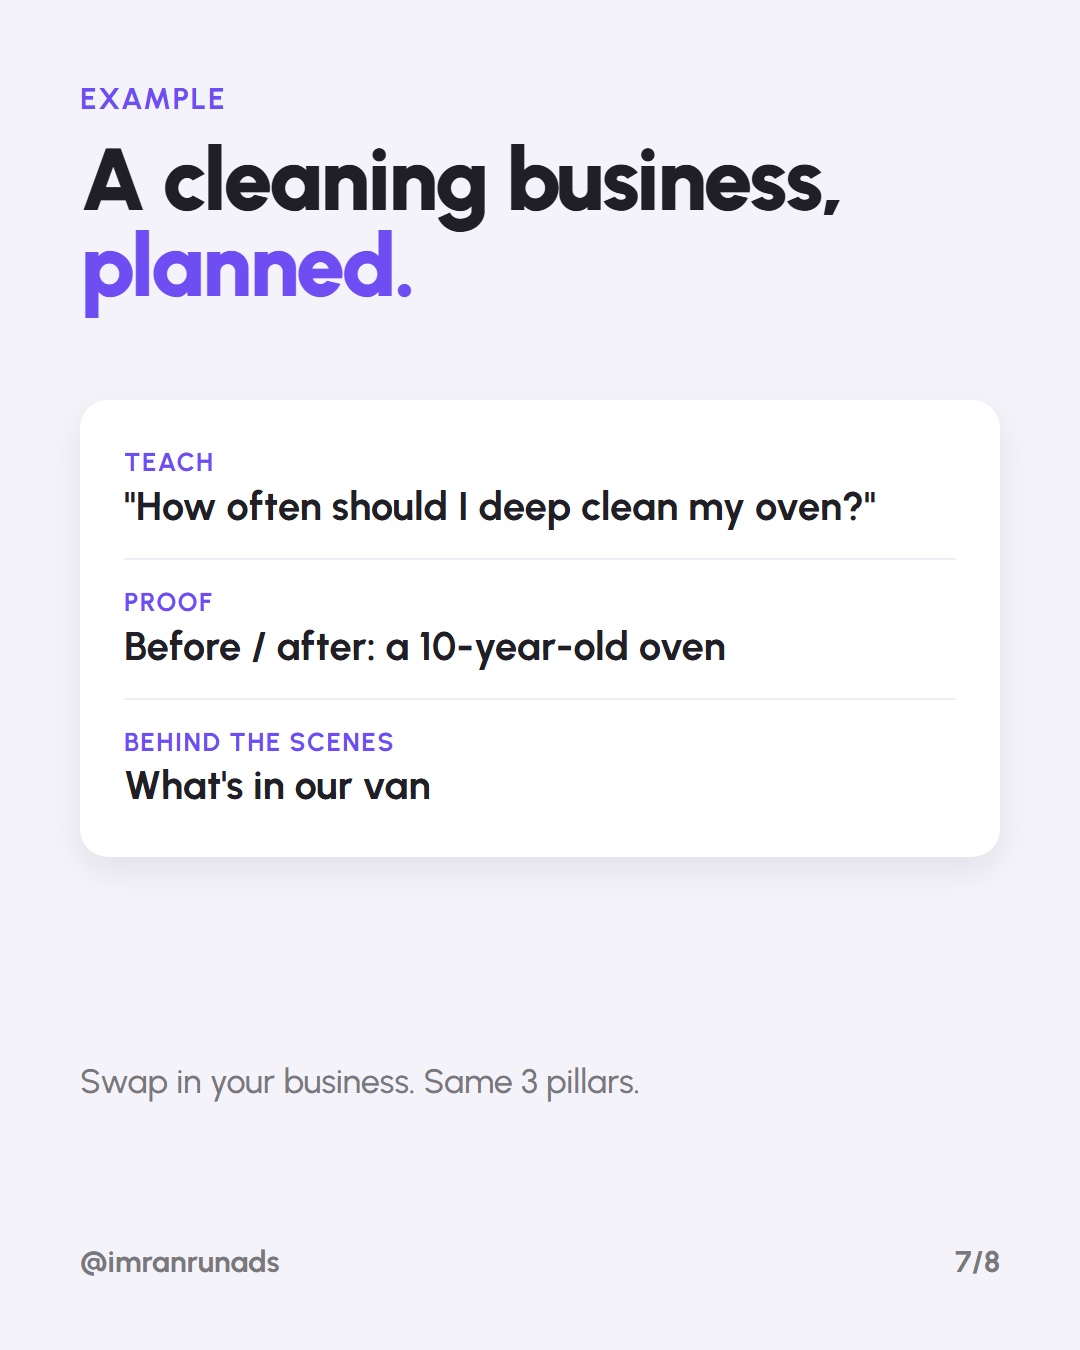 EXAMPLE
A cleaning business,
planned.
TEACH
"How often should I deep clean my oven?"
PROOF
Before / after: a 10-year-old oven
BEHIND THE SCENES
What's in our van
Swap in your business. Same 3 pillars.
@imranrunads
7/8